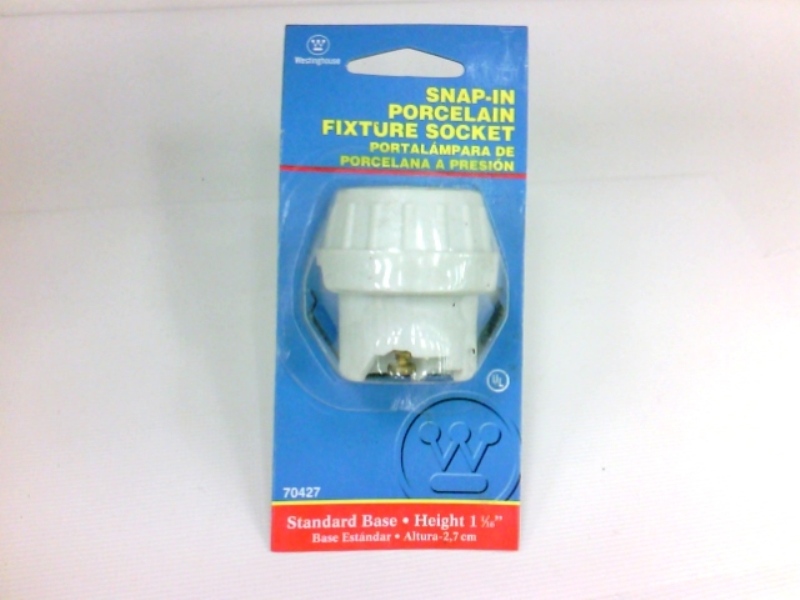 Westinghouse
SNAP-IN
PORCELAIN
FIXTURE SOCKET
PORTALÁMPARA DE
PORCELANA A PRESIÓN
UL
70427
Standard Base • Height 1 1/16"
Base Estándar • Altura-2,7 cm